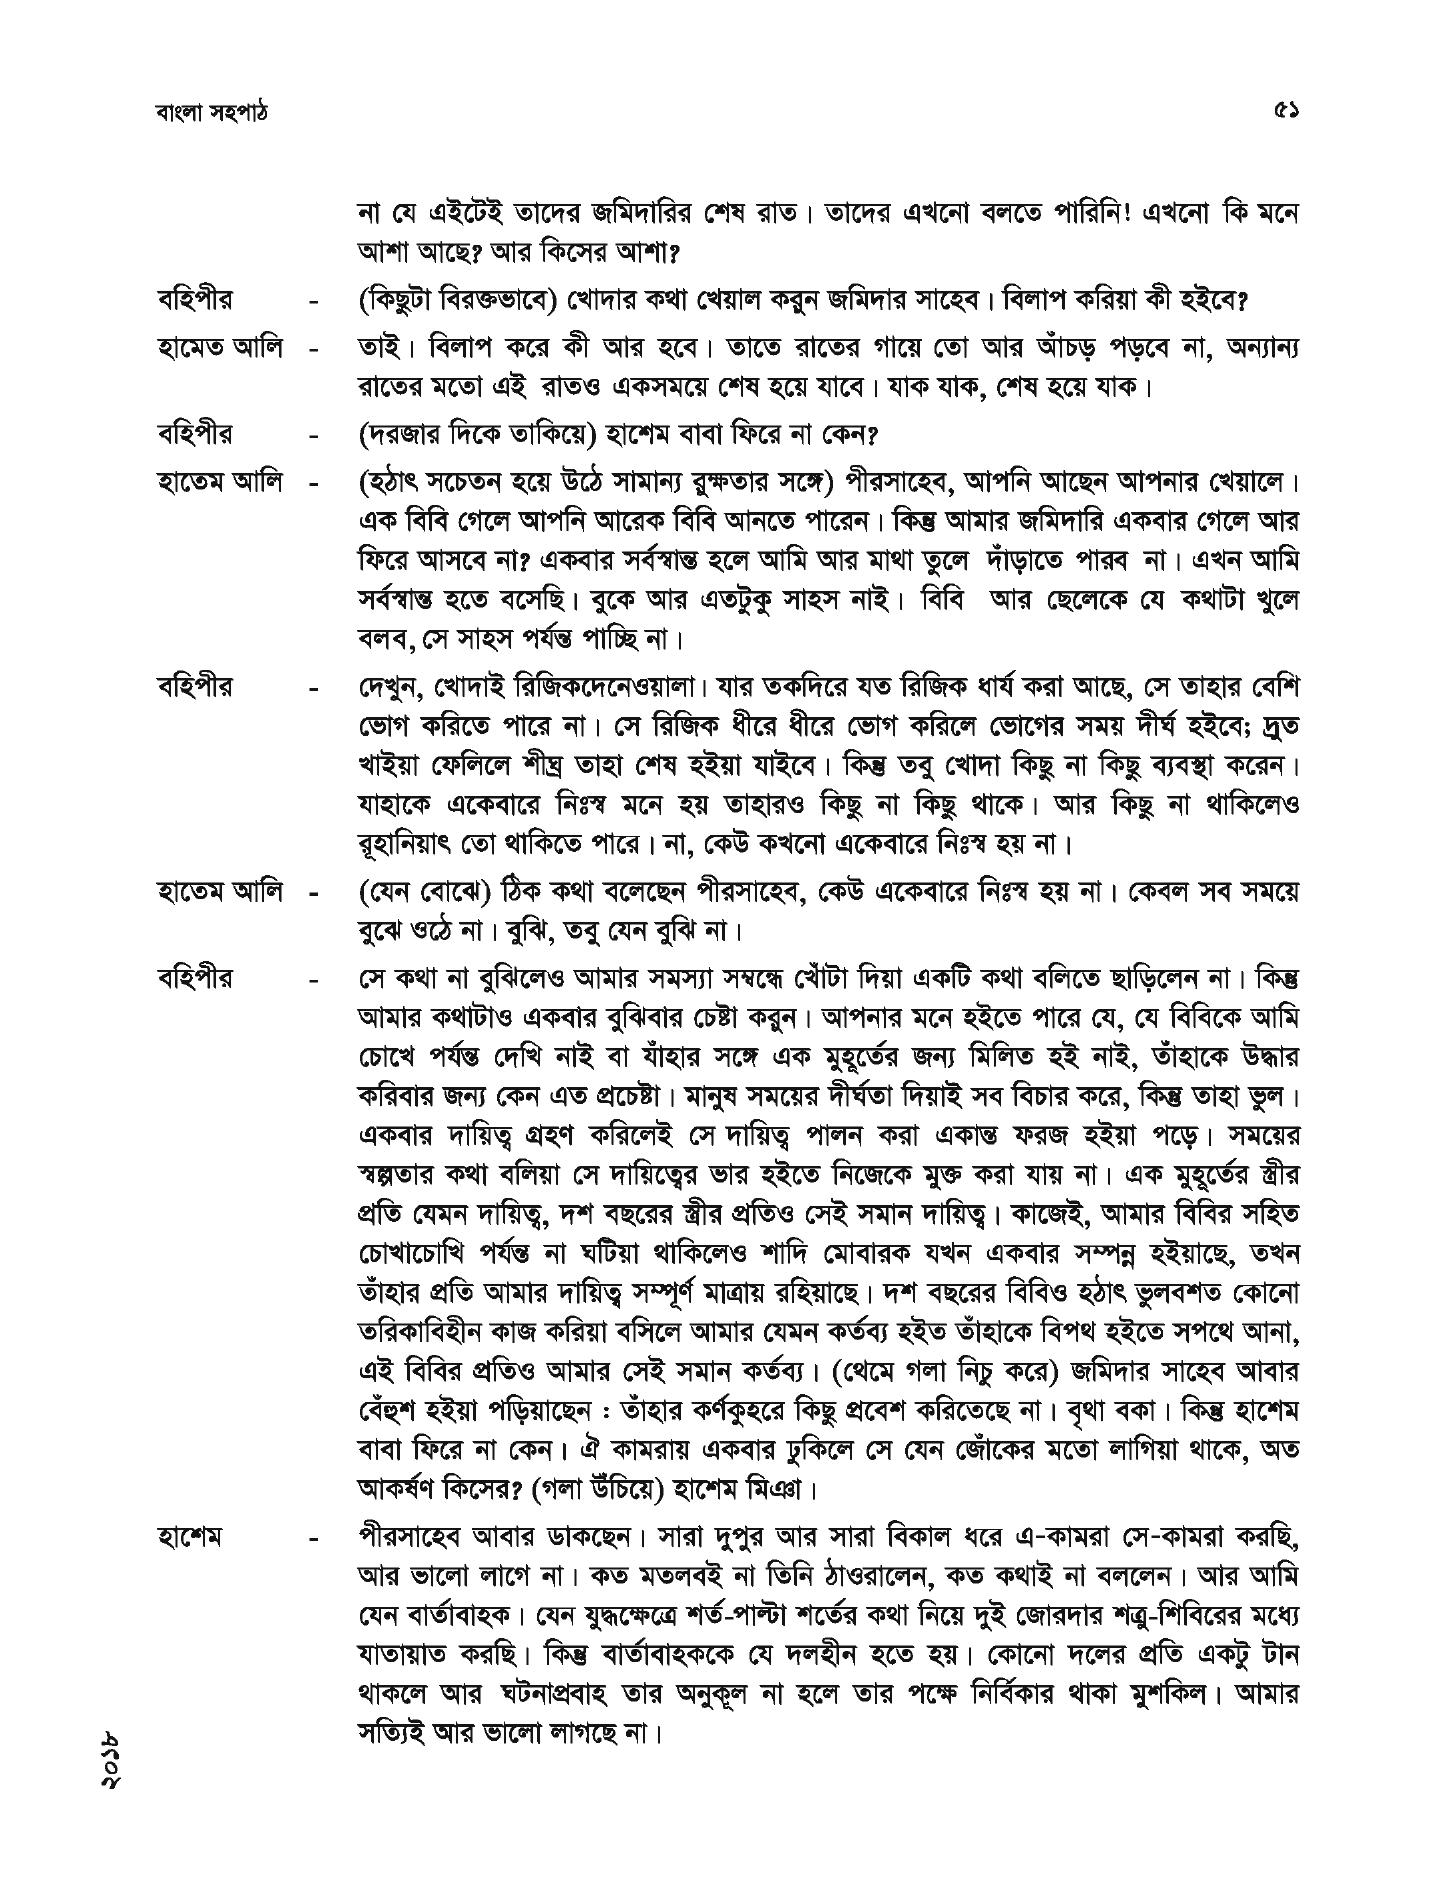 বাংলা সহপাঠ ৫১
না যে এইটেই তাদের জমিদারির শেষ রাত। তাদের এখনো বলতে পারিনি! এখনো কি মনে
আশা আছে? আর কিসের আশা?
বহিপীর - (কিছুটা বিরক্তভাবে) খোদার কথা খেয়াল করুন জমিদার সাহেব। বিলাপ করিয়া কী হইবে?
হামেত আলি - তাই। বিলাপ করে কী আর হবে। তাতে রাতের গায়ে তো আর আঁচড় পড়বে না, অন্যান্য
রাতের মতো এই রাতও একসময়ে শেষ হয়ে যাবে। যাক যাক, শেষ হয়ে যাক।
বহিপীর - (দরজার দিকে তাকিয়ে) হাশেম বাবা ফিরে না কেন?
হাতেম আলি - (হঠাৎ সচেতন হয়ে উঠে সামান্য রুক্ষতার সঙ্গে) পীরসাহেব, আপনি আছেন আপনার খেয়ালে।
এক বিবি গেলে আপনি আরেক বিবি আনতে পারেন। কিন্তু আমার জমিদারি একবার গেলে আর
ফিরে আসবে না? একবার সর্বস্বান্ত হলে আমি আর মাথা তুলে দাঁড়াতে পারব না। এখন আমি
সর্বস্বান্ত হতে বসেছি। বুকে আর এতটুকু সাহস নাই। বিবি আর ছেলেকে যে কথাটা খুলে
বলব, সে সাহস পর্যন্ত পাচ্ছি না।
বহিপীর - দেখুন, খোদাই রিজিকদেনেওয়ালা। যার তকদিরে যত রিজিক ধার্য করা আছে, সে তাহার বেশি
ভোগ করিতে পারে না। সে রিজিক ধীরে ধীরে ভোগ করিলে ভোগের সময় দীর্ঘ হইবে; দ্রুত
খাইয়া ফেলিলে শীঘ্র তাহা শেষ হইয়া যাইবে। কিন্তু তবু খোদা কিছু না কিছু ব্যবস্থা করেন।
যাহাকে একেবারে নিঃস্ব মনে হয় তাহারও কিছু না কিছু থাকে। আর কিছু না থাকিলেও
রূহানিয়াৎ তো থাকিতে পারে। না, কেউ কখনো একেবারে নিঃস্ব হয় না।
হাতেম আলি - (যেন বোঝে) ঠিক কথা বলেছেন পীরসাহেব, কেউ একেবারে নিঃস্ব হয় না। কেবল সব সময়ে
বুঝে ওঠে না। বুঝি, তবু যেন বুঝি না।
বহিপীর - সে কথা না বুঝিলেও আমার সমস্যা সম্বন্ধে খোঁটা দিয়া একটি কথা বলিতে ছাড়িলেন না। কিন্তু
আমার কথাটাও একবার বুঝিবার চেষ্টা করুন। আপনার মনে হইতে পারে যে, যে বিবিকে আমি
চোখে পর্যন্ত দেখি নাই বা যাঁহার সঙ্গে এক মুহূর্তের জন্য মিলিত হই নাই, তাঁহাকে উদ্ধার
করিবার জন্য কেন এত প্রচেষ্টা। মানুষ সময়ের দীর্ঘতা দিয়াই সব বিচার করে, কিন্তু তাহা ভুল।
একবার দায়িত্ব গ্রহণ করিলেই সে দায়িত্ব পালন করা একান্ত ফরজ হইয়া পড়ে। সময়ের
স্বল্পতার কথা বলিয়া সে দায়িত্বের ভার হইতে নিজেকে মুক্ত করা যায় না। এক মুহূর্তের স্ত্রীর
প্রতি যেমন দায়িত্ব, দশ বছরের স্ত্রীর প্রতিও সেই সমান দায়িত্ব। কাজেই, আমার বিবির সহিত
চোখাচোখি পর্যন্ত না ঘটিয়া থাকিলেও শাদি মোবারক যখন একবার সম্পন্ন হইয়াছে, তখন
তাঁহার প্রতি আমার দায়িত্ব সম্পূর্ণ মাত্রায় রহিয়াছে। দশ বছরের বিবিও হঠাৎ ভুলবশত কোনো
তরিকাবিহীন কাজ করিয়া বসিলে আমার যেমন কর্তব্য হইত তাঁহাকে বিপথ হইতে সপথে আনা,
এই বিবির প্রতিও আমার সেই সমান কর্তব্য। (থেমে গলা নিচু করে) জমিদার সাহেব আবার
বেঁহুশ হইয়া পড়িয়াছেন : তাঁহার কর্ণকুহরে কিছু প্রবেশ করিতেছে না। বৃথা বকা। কিন্তু হাশেম
বাবা ফিরে না কেন। ঐ কামরায় একবার ঢুকিলে সে যেন জোঁকের মতো লাগিয়া থাকে, অত
আকর্ষণ কিসের? (গলা উঁচিয়ে) হাশেম মিঞা।
হাশেম - পীরসাহেব আবার ডাকছেন। সারা দুপুর আর সারা বিকাল ধরে এ-কামরা সে-কামরা করছি,
আর ভালো লাগে না। কত মতলবই না তিনি ঠাওরালেন, কত কথাই না বললেন। আর আমি
যেন বার্তাবাহক। যেন যুদ্ধক্ষেত্রে শর্ত-পাল্টা শর্তের কথা নিয়ে দুই জোরদার শত্রু-শিবিরের মধ্যে
যাতায়াত করছি। কিন্তু বার্তাবাহককে যে দলহীন হতে হয়। কোনো দলের প্রতি একটু টান
থাকলে আর ঘটনাপ্রবাহ তার অনুকূল না হলে তার পক্ষে নির্বিকার থাকা মুশকিল। আমার
সত্যিই আর ভালো লাগছে না।
২০১৮